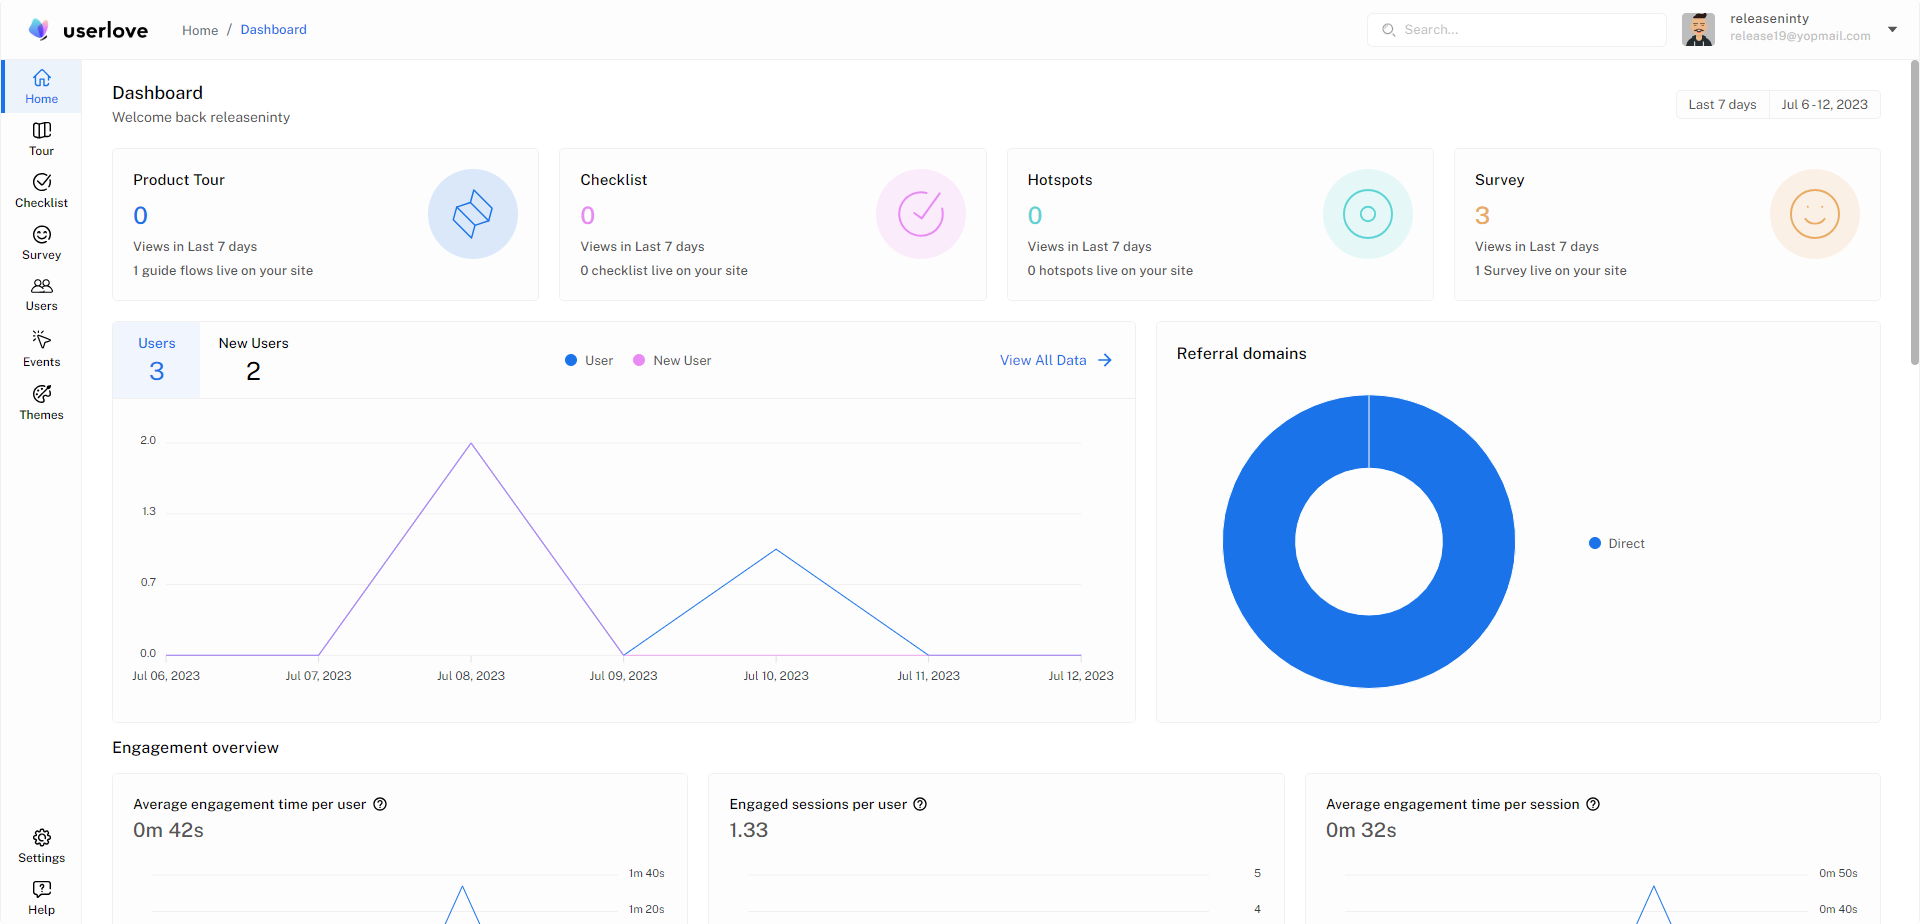 userlove
Home / Dashboard
Search...
releaseninty
release19@yopmail.com
Home
Tour
Checklist
Survey
Users
Events
Themes
Settings
Help
Dashboard
Welcome back releaseninty
Last 7 days
Jul 6 - 12, 2023
Product Tour
0
Views in Last 7 days
1 guide flows live on your site
Checklist
0
Views in Last 7 days
0 checklist live on your site
Hotspots
0
Views in Last 7 days
0 hotspots live on your site
Survey
3
Views in Last 7 days
1 Survey live on your site
Users
3
New Users
2
User
New User
View All Data
2.0
1.3
0.7
0.0
Jul 06, 2023
Jul 07, 2023
Jul 08, 2023
Jul 09, 2023
Jul 10, 2023
Jul 11, 2023
Jul 12, 2023
Referral domains
Direct
Engagement overview
Average engagement time per user
0m 42s
1m 40s
1m 20s
Engaged sessions per user
1.33
5
4
Average engagement time per session
0m 32s
0m 50s
0m 40s